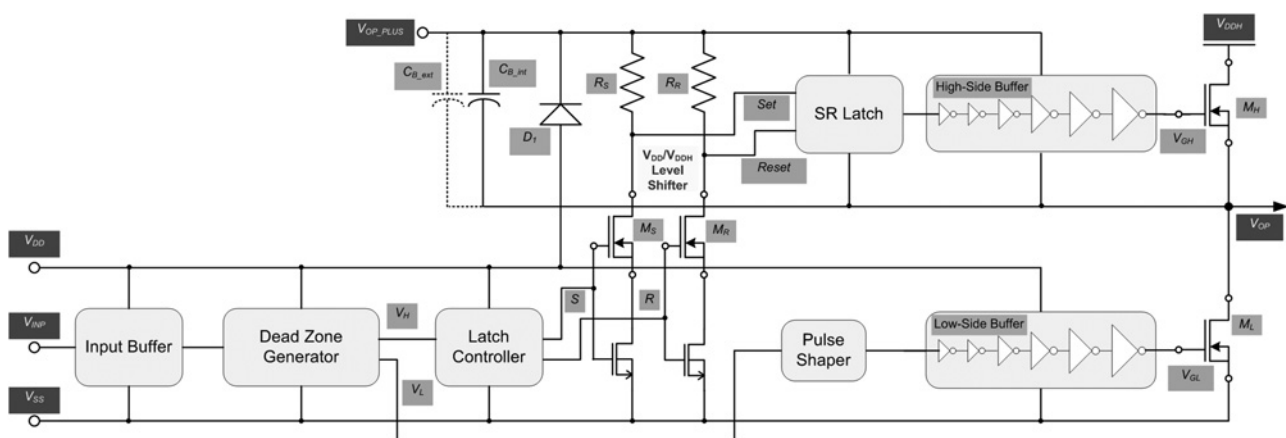 V_OP_PLUS
V_DDH
C_B_ext
C_B_int
R_S
R_R
High-Side Buffer
Set
SR Latch
M_H
D_1
V_GH
V_DD/V_DDH
Level
Shifter
Reset
V_OP
M_S
M_R
V_DD
S
R
V_H
V_INP
Input Buffer
Dead Zone
Generator
Latch
Controller
Pulse
Shaper
Low-Side Buffer
M_L
V_L
V_GL
V_SS